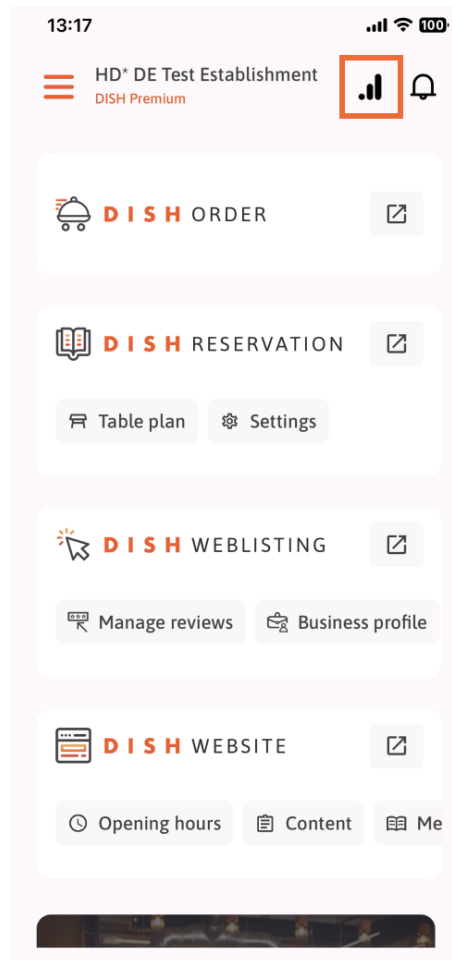 13:17
100
HD* DE Test Establishment
DISH Premium
DISH ORDER
DISH RESERVATION
Table plan
Settings
DISH WEBLISTING
Manage reviews
Business profile
DISH WEBSITE
Opening hours
Content
Me